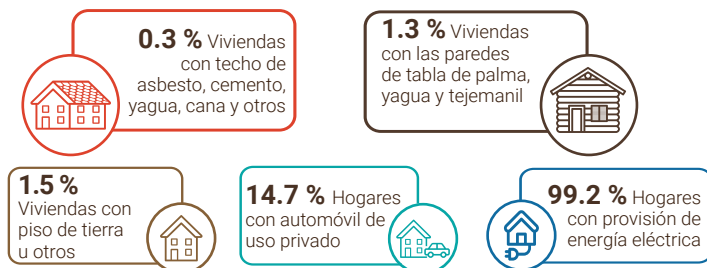 0.3 % Viviendas
con techo de
asbesto, cemento,
yagua, cana y otros
1.3 % Viviendas
con las paredes
de tabla de palma,
yagua y tejemanil
1.5 %
Viviendas con
piso de tierra
u otros
14.7 % Hogares
con automóvil de
uso privado
99.2 % Hogares
con provisión de
energía eléctrica